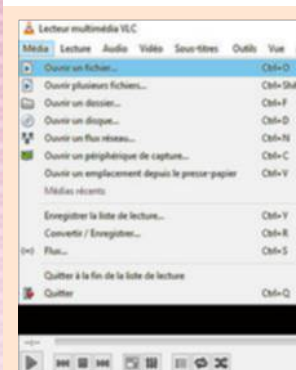 Lecteur multimédia VLC
Média Lecture Audio Vidéo Sous-titres Outils Vue
Ouvrir un fichier... Ctrl+O
Ouvrir plusieurs fichiers... Ctrl+Shi
Ouvrir un dossier... Ctrl+F
Ouvrir un disque... Ctrl+D
Ouvrir un flux réseau... Ctrl+N
Ouvrir un périphérique de capture... Ctrl+C
Ouvrir un emplacement depuis le presse-papier Ctrl+V
Médias récents
Enregistrer la liste de lecture... Ctrl+Y
Convertir / Enregistrer... Ctrl+R
Flux... Ctrl+S
Quitter à la fin de la liste de lecture
Quitter Ctrl+Q